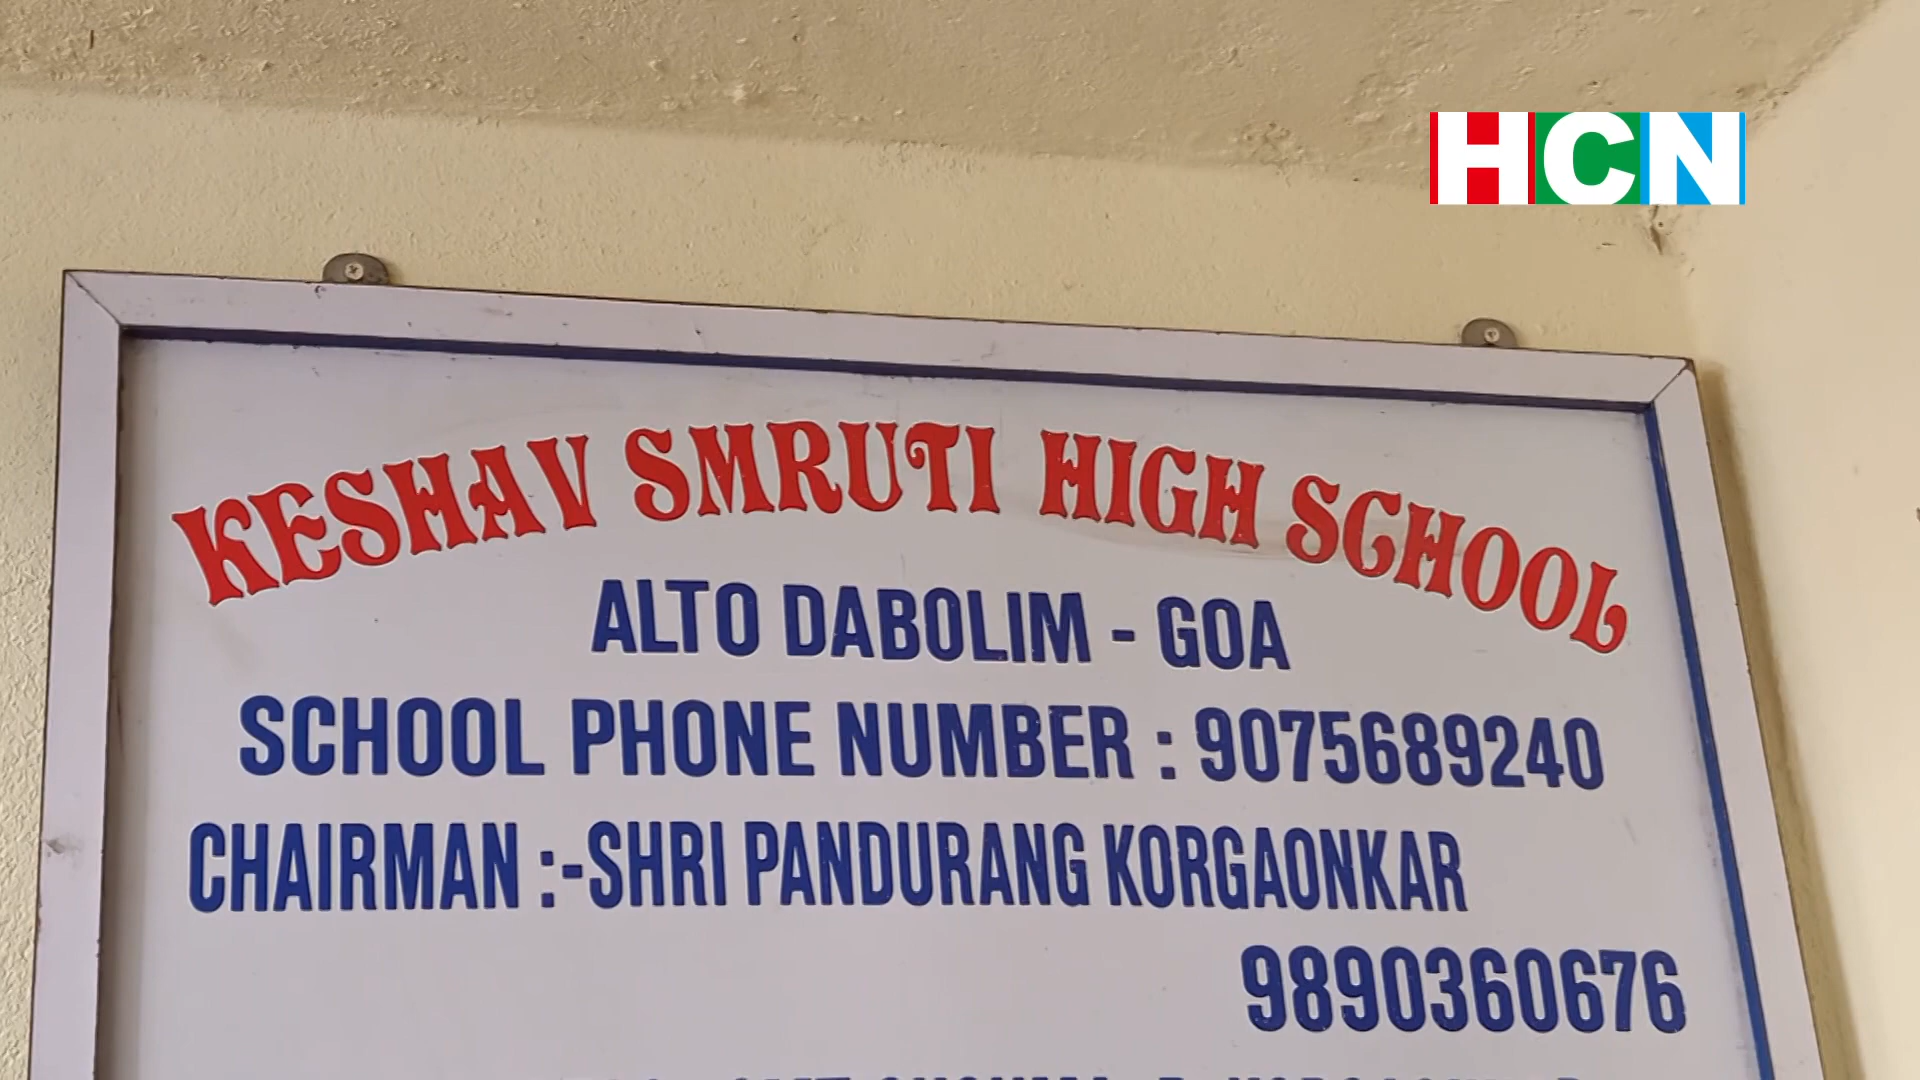 HCN
KESHAV SMRUTI HIGH SCHOOL
ALTO DABOLIM - GOA
SCHOOL PHONE NUMBER : 9075689240
CHAIRMAN :-SHRI PANDURANG KORGAONKAR
9890360676